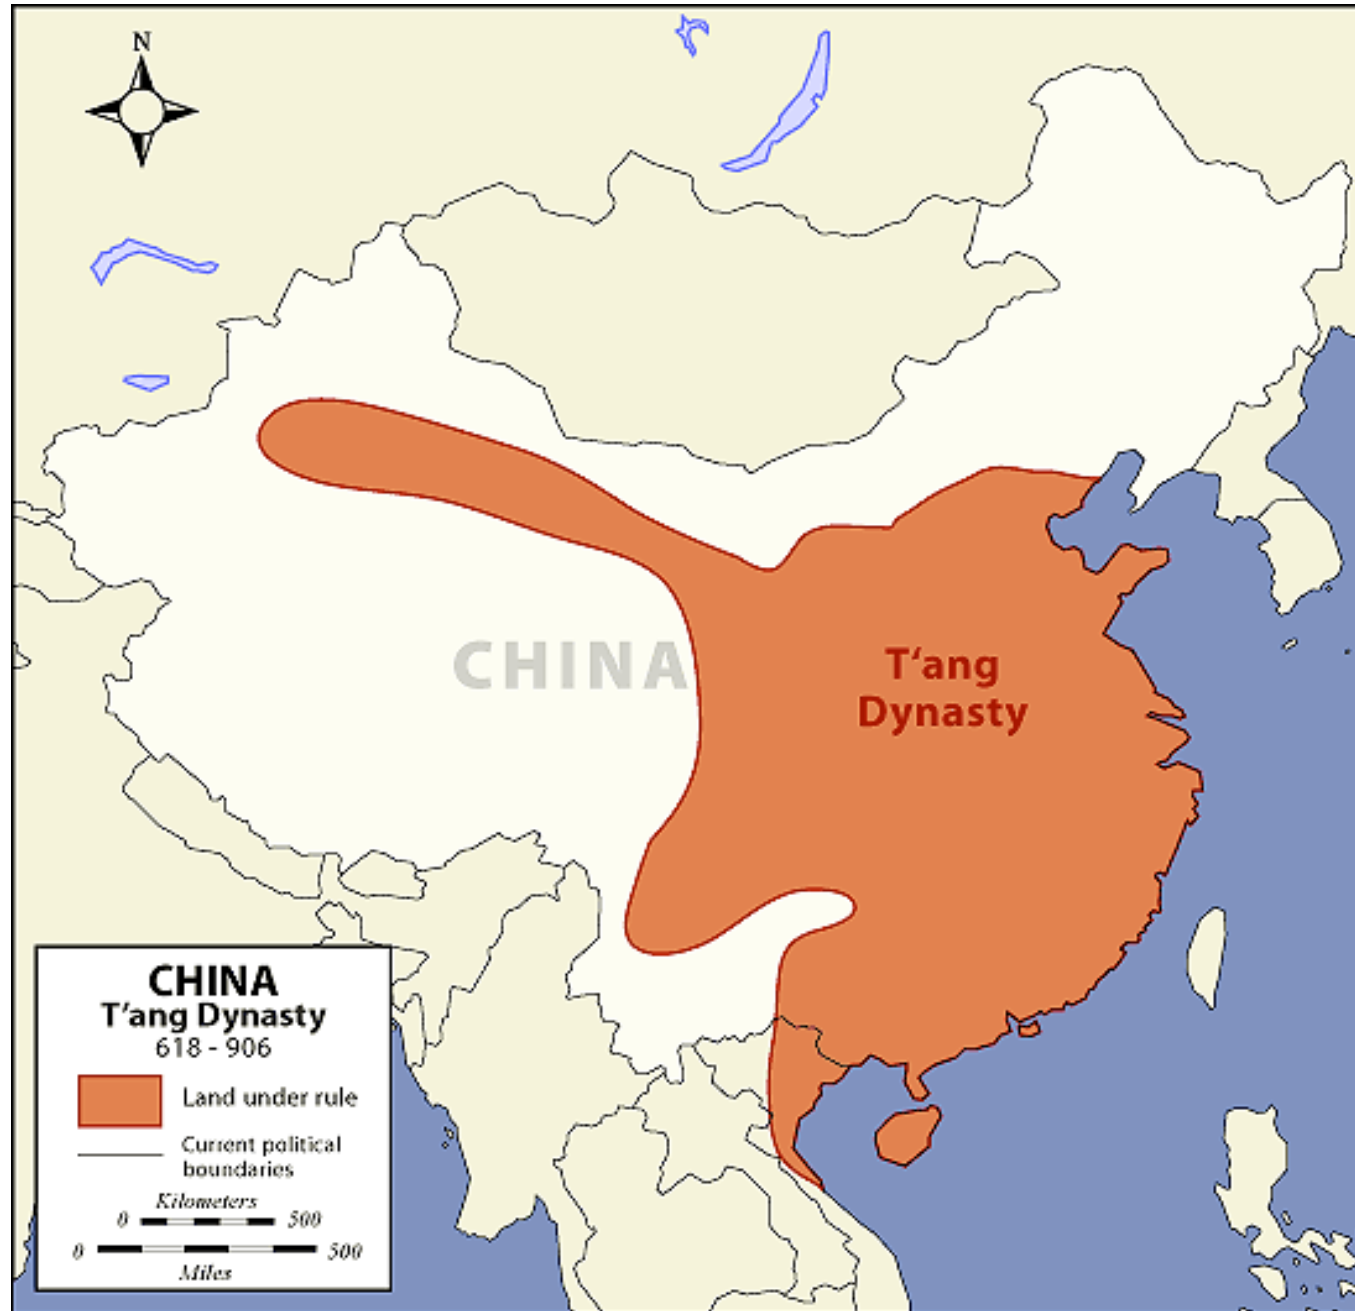 N
CHINA
T‘ang
Dynasty
CHINA
T’ang Dynasty
618 - 906
Land under rule
Current political
boundaries
Kilometers
0 500
0 500
Miles